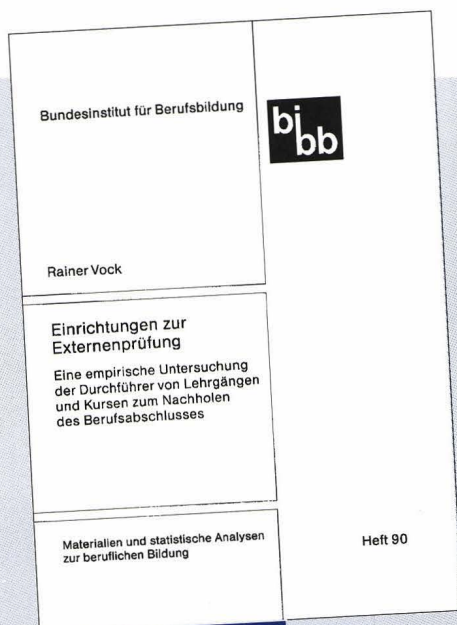 Bundesinstitut für Berufsbildung
bi
bb
Rainer Vock
Einrichtungen zur
Externenprüfung
Eine empirische Untersuchung
der Durchführer von Lehrgängen
und Kursen zum Nachholen
des Berufsabschlusses
Materialien und statistische Analysen
zur beruflichen Bildung
Heft 90